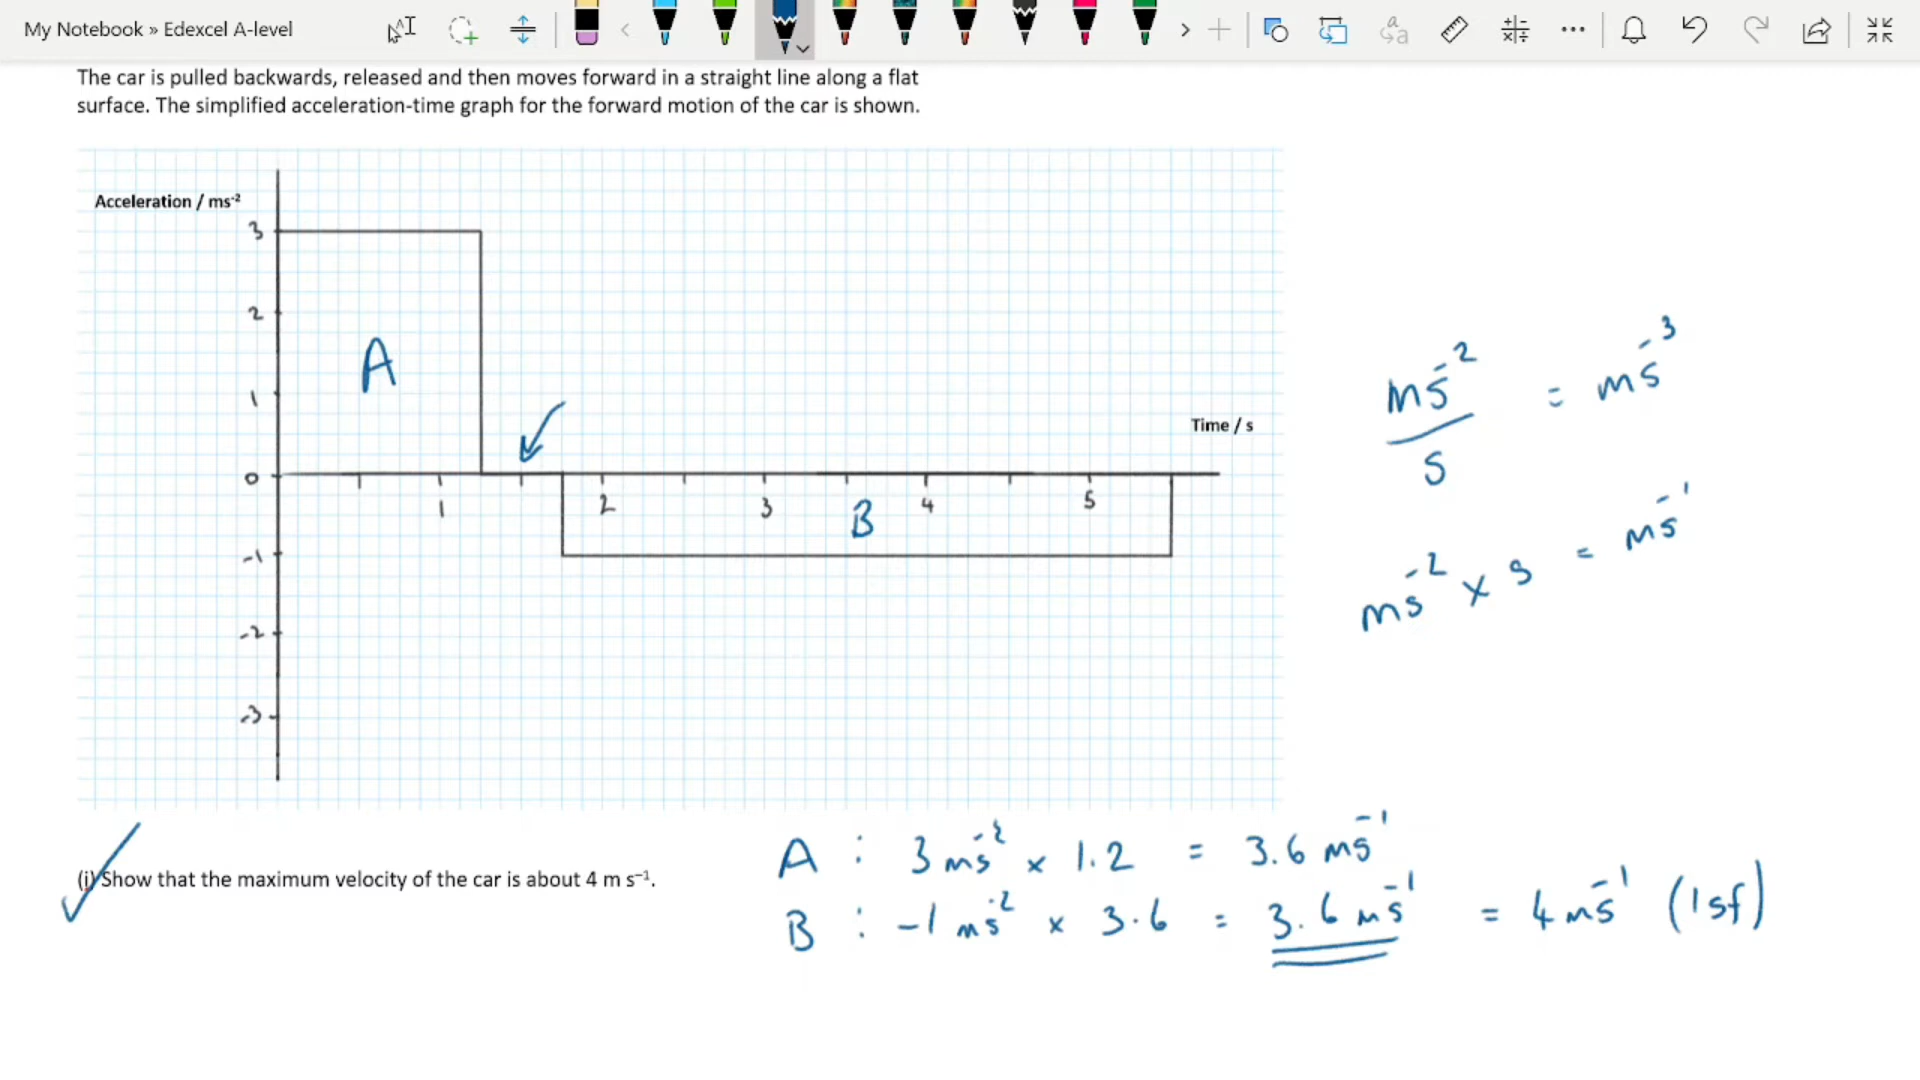 My Notebook » Edexcel A-level
The car is pulled backwards, released and then moves forward in a straight line along a flat
surface. The simplified acceleration-time graph for the forward motion of the car is shown.
Acceleration / ms⁻²
3
2
1
0
-1
-2
-3
A
Time / s
1 2 3 4 5
B
ms⁻² / s = ms⁻³
ms⁻² × s = ms⁻¹
(i) Show that the maximum velocity of the car is about 4 m s⁻¹.
A : 3 ms⁻² × 1.2 = 3.6 ms⁻¹
B : -1 ms⁻² × 3.6 = 3.6 ms⁻¹ = 4 ms⁻¹ (1 sf)